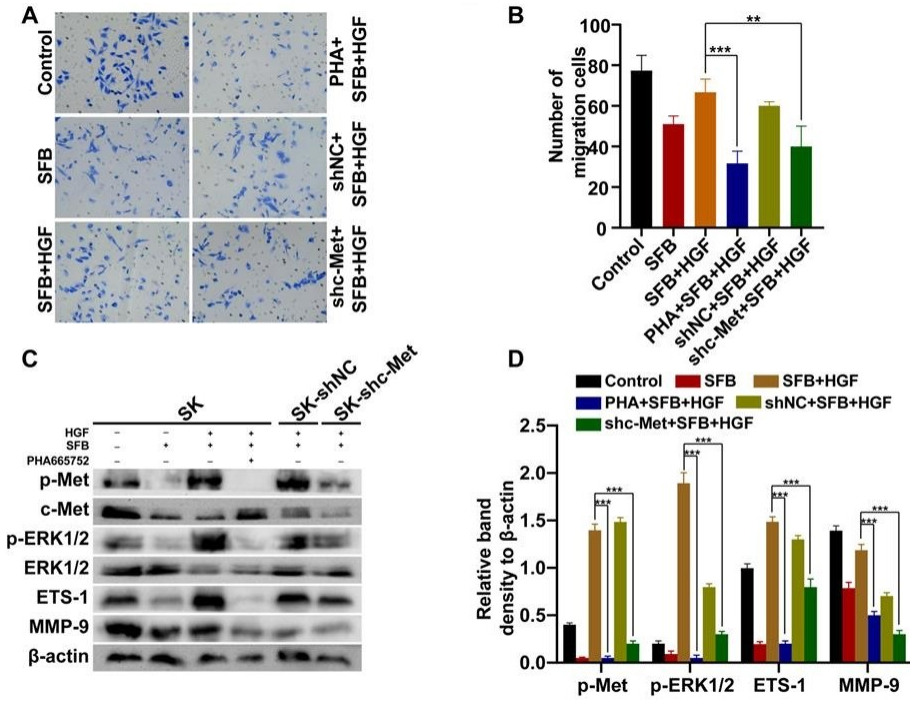 A
Control
PHA+
SFB+HGF
SFB
shNC+
SFB+HGF
SFB+HGF
shc-Met+
SFB+HGF
B
Number of
migration cells
100
80
60
40
20
0
**
***
Control
SFB
SFB+HGF
PHA+SFB+HGF
shNC+SFB+HGF
shc-Met+SFB+HGF
C
SK
SK-shNC
SK-shc-Met
HGF - - + + + +
SFB - + + + + +
PHA665752 - - - + - -
p-Met
c-Met
p-ERK1/2
ERK1/2
ETS-1
MMP-9
β-actin
D
Control SFB SFB+HGF
PHA+SFB+HGF shNC+SFB+HGF
shc-Met+SFB+HGF
Relative band
density to β-actin
2.5
2.0
1.5
1.0
0.5
0.0
***
***
***
***
***
***
***
***
p-Met p-ERK1/2 ETS-1 MMP-9